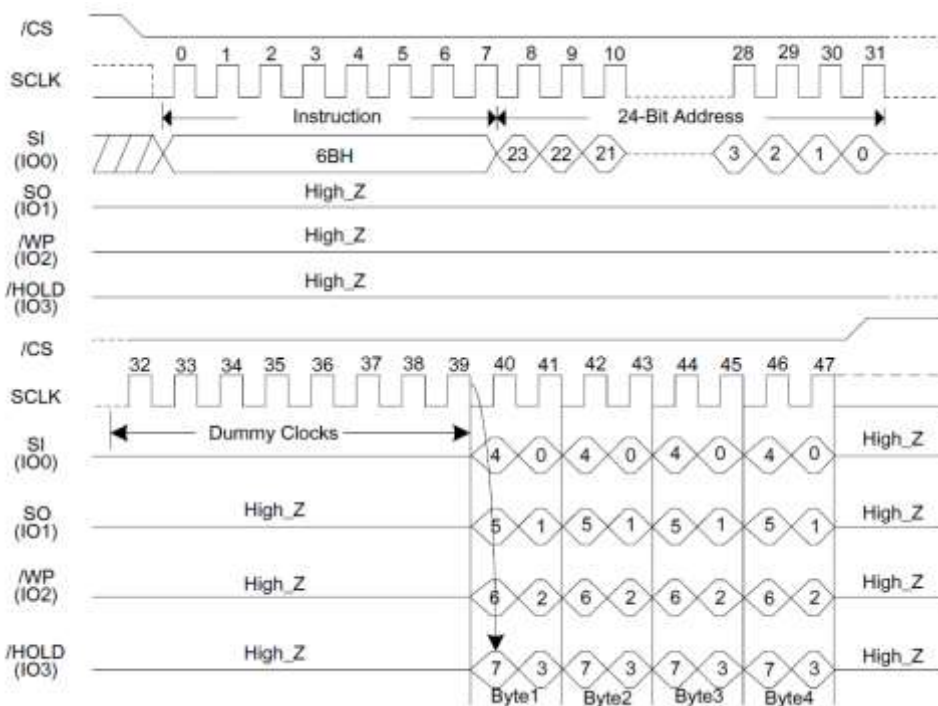 /CS
0 1 2 3 4 5 6 7 8 9 10 28 29 30 31
SCLK
Instruction 24-Bit Address
SI
(IO0) 6BH 23 22 21 3 2 1 0
SO
(IO1) High_Z
/WP
(IO2) High_Z
/HOLD
(IO3) High_Z
/CS
32 33 34 35 36 37 38 39 40 41 42 43 44 45 46 47
SCLK
Dummy Clocks
SI
(IO0) 4 0 4 0 4 0 4 0 High_Z
SO
(IO1) High_Z 5 1 5 1 5 1 5 1 High_Z
/WP
(IO2) High_Z 6 2 6 2 6 2 6 2 High_Z
/HOLD
(IO3) High_Z 7 3 7 3 7 3 7 3 High_Z
Byte1 Byte2 Byte3 Byte4